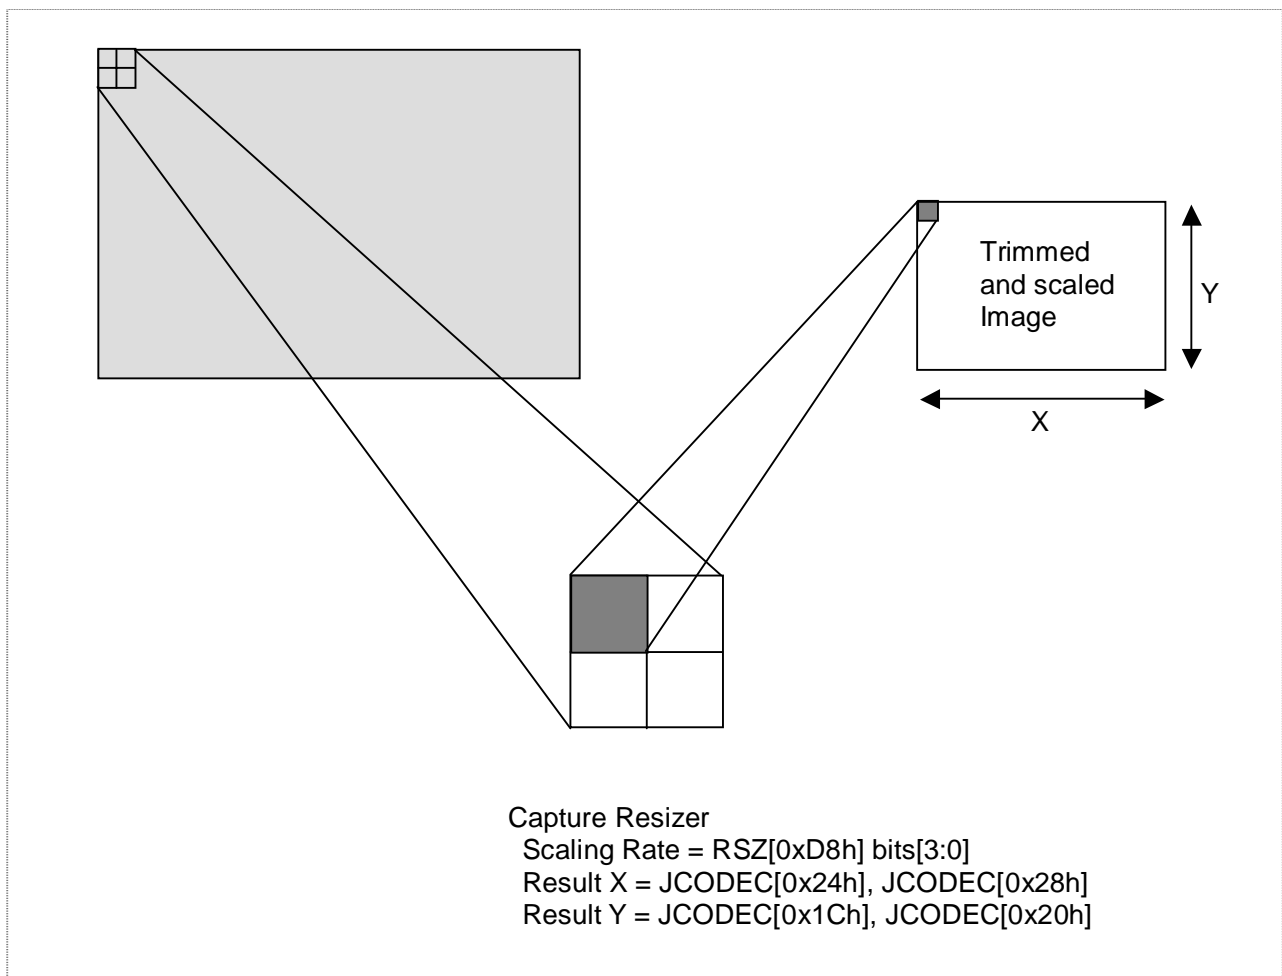 Trimmed
and scaled
Image
Y
X
Capture Resizer
Scaling Rate = RSZ[0xD8h] bits[3:0]
Result X = JCODEC[0x24h], JCODEC[0x28h]
Result Y = JCODEC[0x1Ch], JCODEC[0x20h]